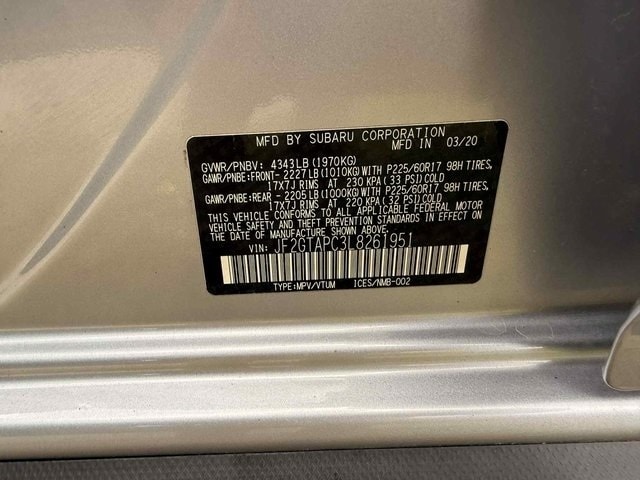 MFD BY SUBARU CORPORATION
MFD IN 03/20
GVWR/PNBV: 4343LB(1970KG)
GAWR/PNBE:FRONT- 2227LB(1010KG) WITH P225/60R17 98H TIRES,
17X7J RIMS AT 230 KPA(33 PSI)COLD
GAWR/PNBE:REAR - 2205LB(1000KG) WITH P225/60R17 98H TIRES,
17X7J RIMS AT 220 KPA(32 PSI)COLD
THIS VEHICLE CONFORMS TO ALL APPLICABLE FEDERAL MOTOR
VEHICLE SAFETY AND THEFT PREVENTION STANDARDS IN EFFECT ON
THE DATE OF MANUFACTURE SHOWN ABOVE.
VIN: JF2GTAPC3L8261951
TYPE:MPV/VTUM ICES/NMB-002